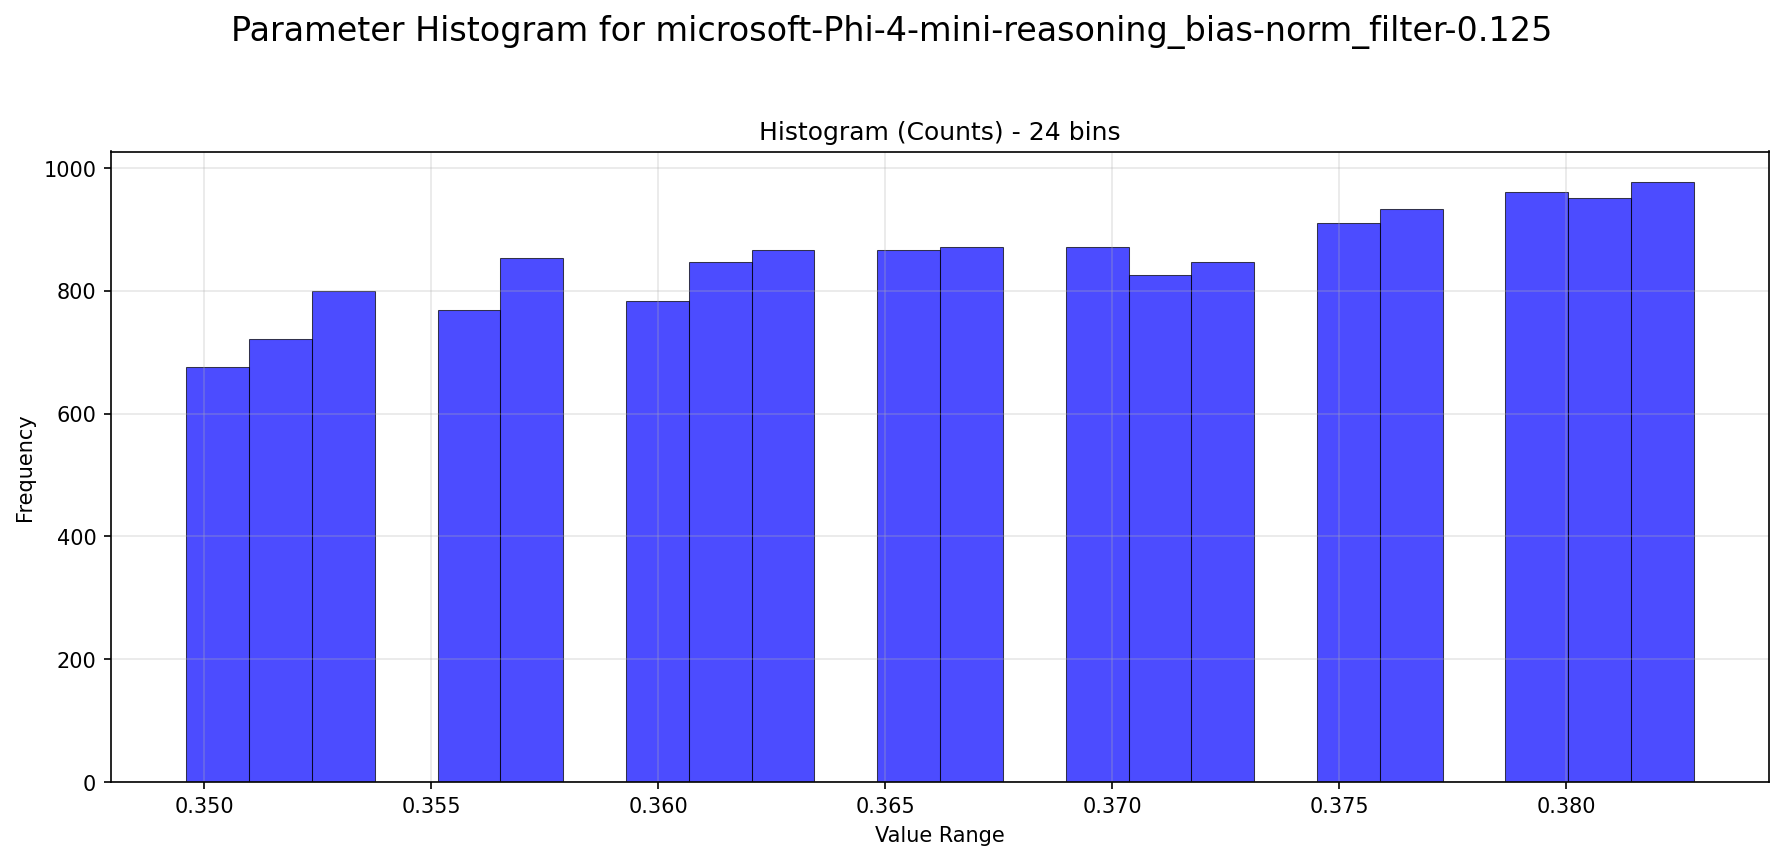 Parameter Histogram for microsoft-Phi-4-mini-reasoning_bias-norm_filter-0.125
Histogram (Counts) - 24 bins
1000
800
600
400
200
0
Frequency
0.350 0.355 0.360 0.365 0.370 0.375 0.380
Value Range